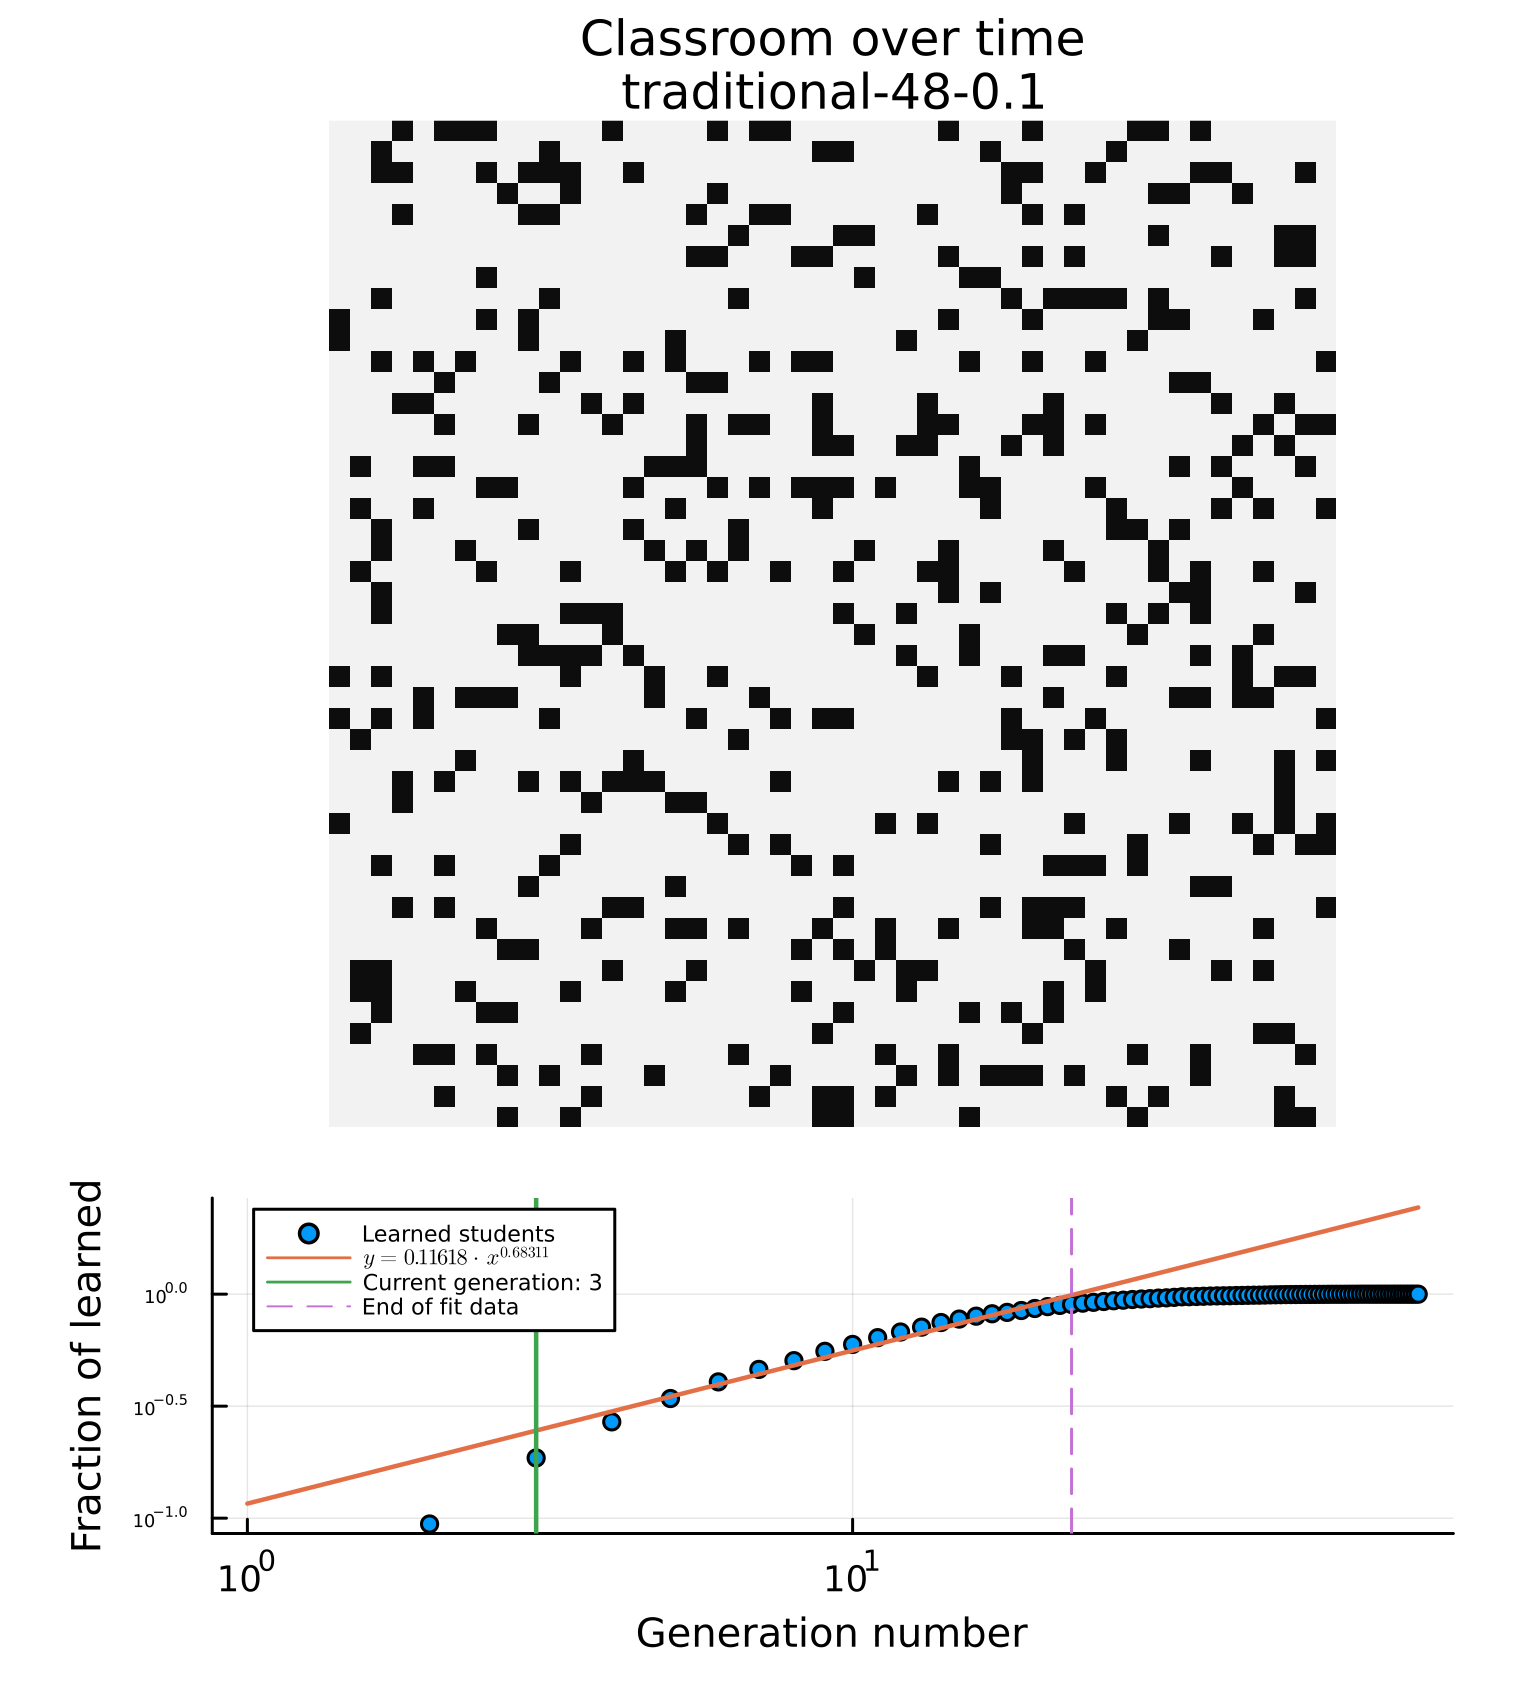 Classroom over time
traditional-48-0.1
Fraction of learned
Learned students
y = 0.11618 · x^0.68311
Current generation: 3
End of fit data
10^0.0
10^−0.5
10^−1.0
10^0
10^1
Generation number